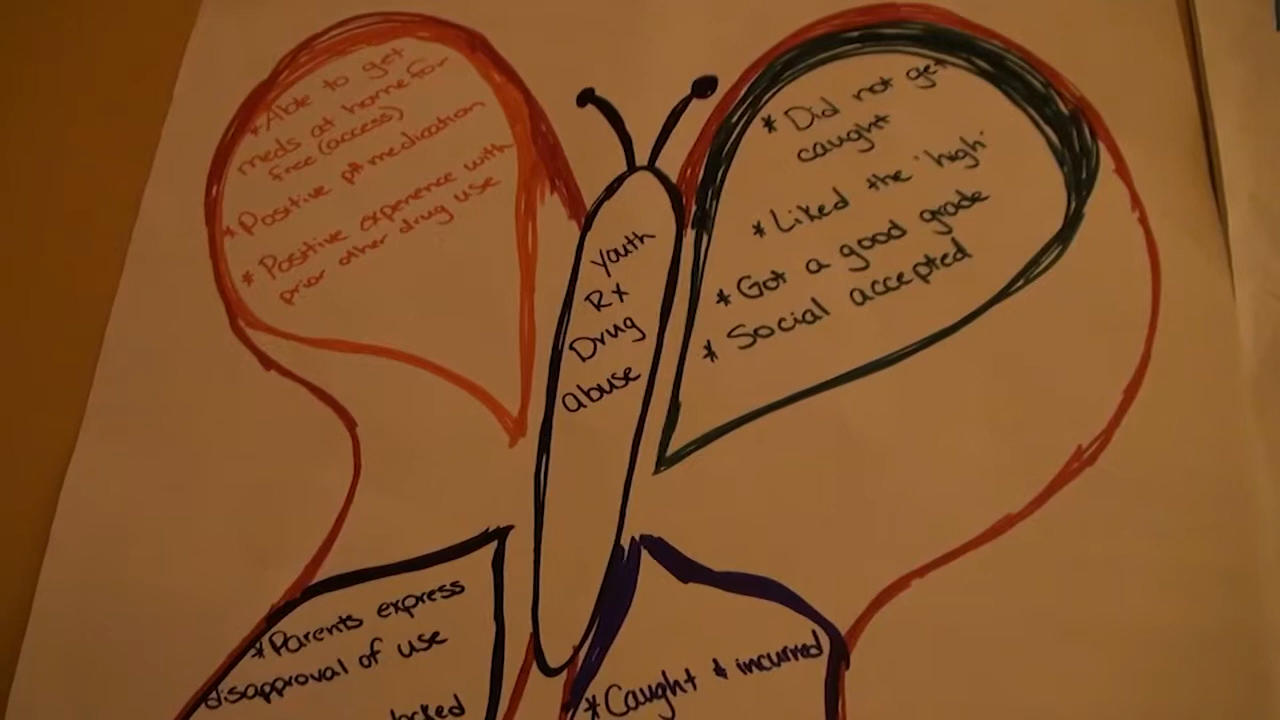 *Able to get
meds at home for
free (access)
*Positive
medication
* Positive experience with
prior other drug use
Youth
Rx
Drug
abuse
* Did not get
caught
* Liked the "high"
* Got a good grade
* Social accepted
*Parents express
disapproval of use
locked
*Caught & incurred